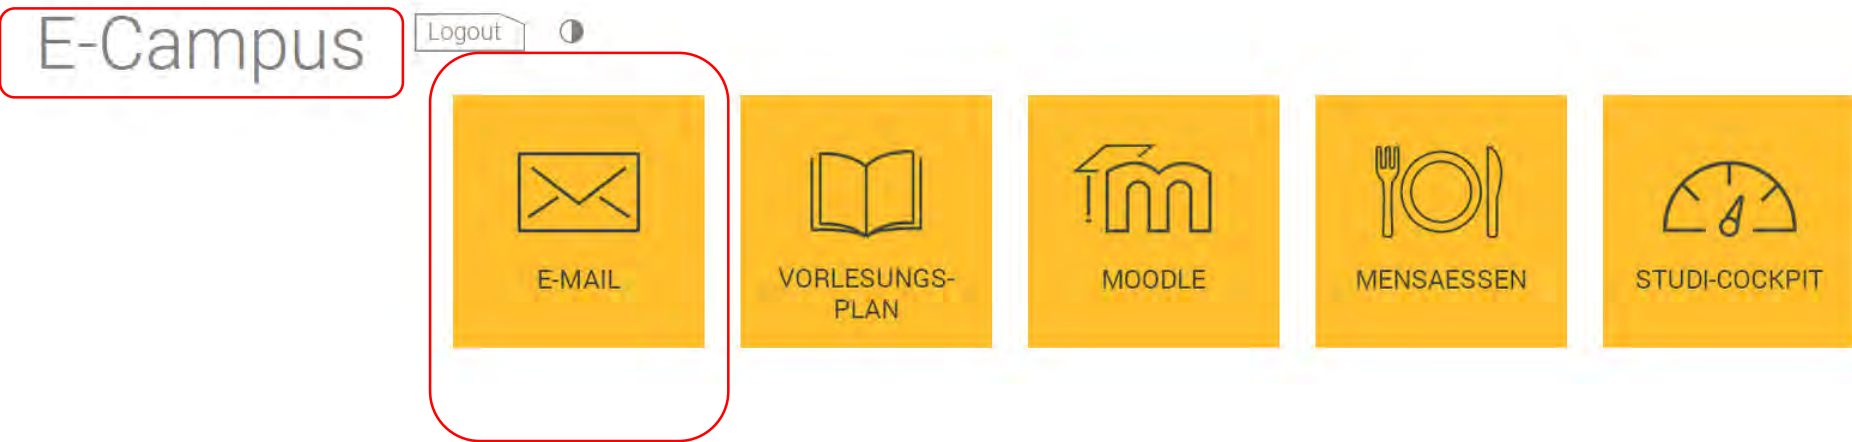 E-Campus
Logout
E-MAIL
VORLESUNGS-
PLAN
MOODLE
MENSAESSEN
STUDI-COCKPIT